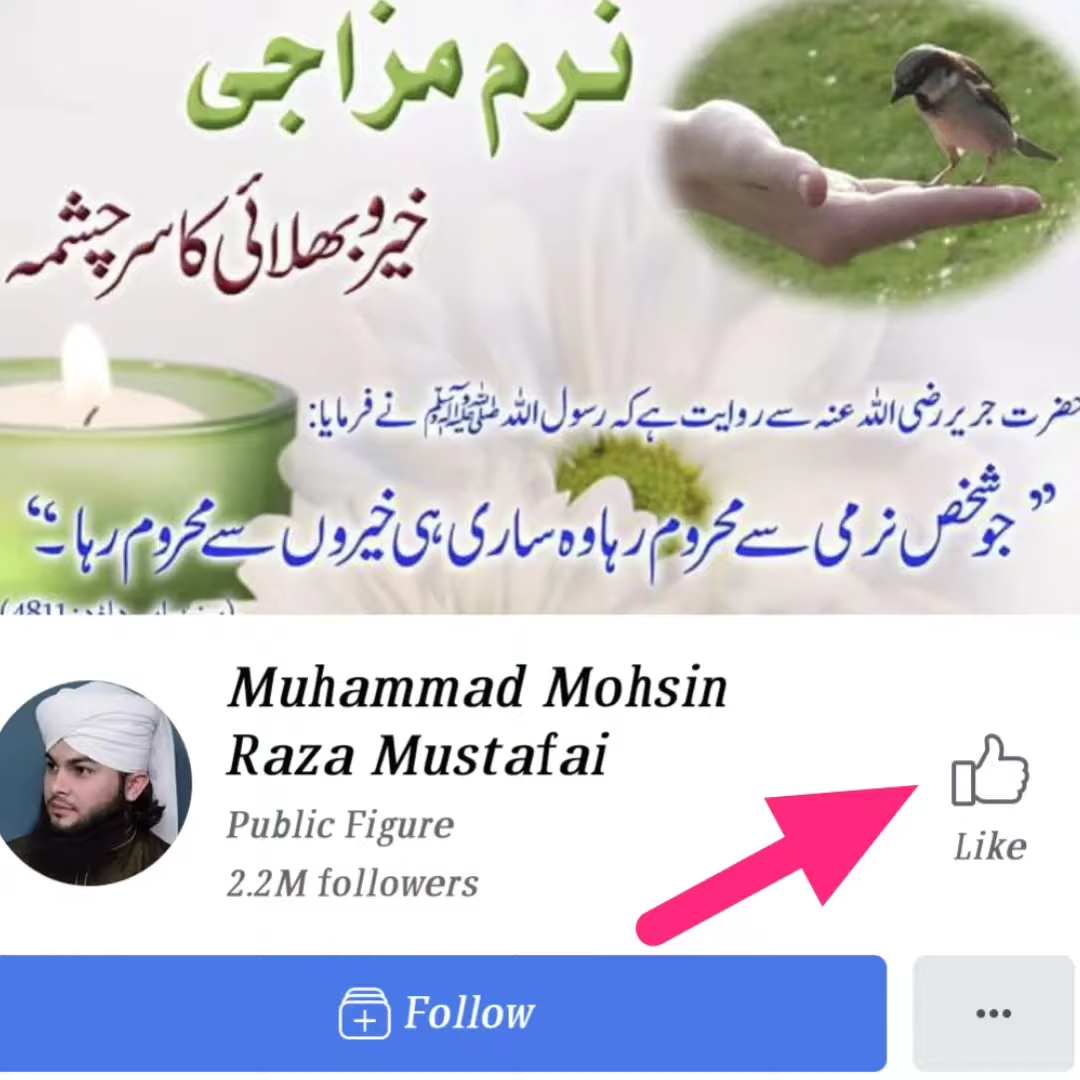 نرم مزاجی
خیر و بھلائی کا سرچشمہ
حضرت جریر رضی اللہ عنہ سے روایت ہے کہ رسول اللہ ﷺ نے فرمایا:
”جو شخص نرمی سے محروم رہا وہ ساری ہی خیروں سے محروم رہا۔“
4811)
Muhammad Mohsin
Raza Mustafai
Public Figure
2.2M followers
Like
Follow